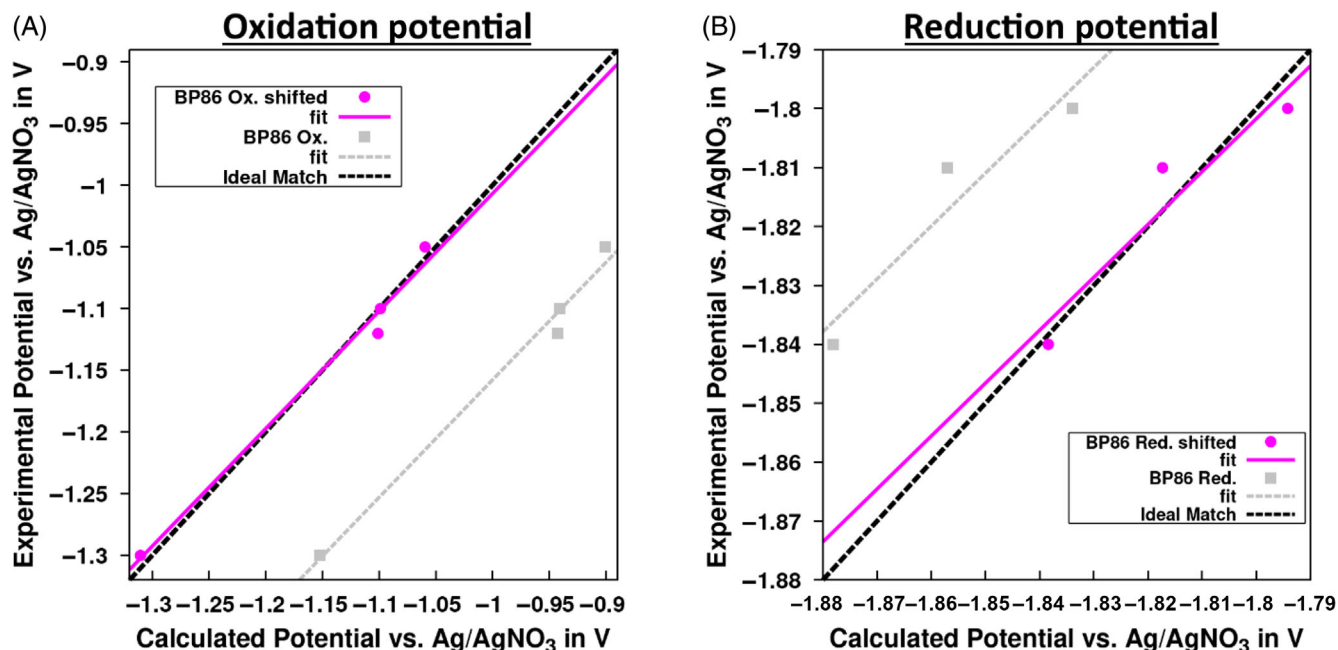 (A)
Oxidation potential
Experimental Potential vs. Ag/AgNO₃ in V
−0.9
−0.95
−1
−1.05
−1.1
−1.15
−1.2
−1.25
−1.3
BP86 Ox. shifted
fit
BP86 Ox.
fit
Ideal Match
−1.3 −1.25 −1.2 −1.15 −1.1 −1.05 −1 −0.95 −0.9
Calculated Potential vs. Ag/AgNO₃ in V
(B)
Reduction potential
Experimental Potential vs. Ag/AgNO₃ in V
−1.79
−1.8
−1.81
−1.82
−1.83
−1.84
−1.85
−1.86
−1.87
−1.88
BP86 Red. shifted
fit
BP86 Red.
fit
Ideal Match
−1.88 −1.87 −1.86 −1.85 −1.84 −1.83 −1.82 −1.81 −1.8 −1.79
Calculated Potential vs. Ag/AgNO₃ in V